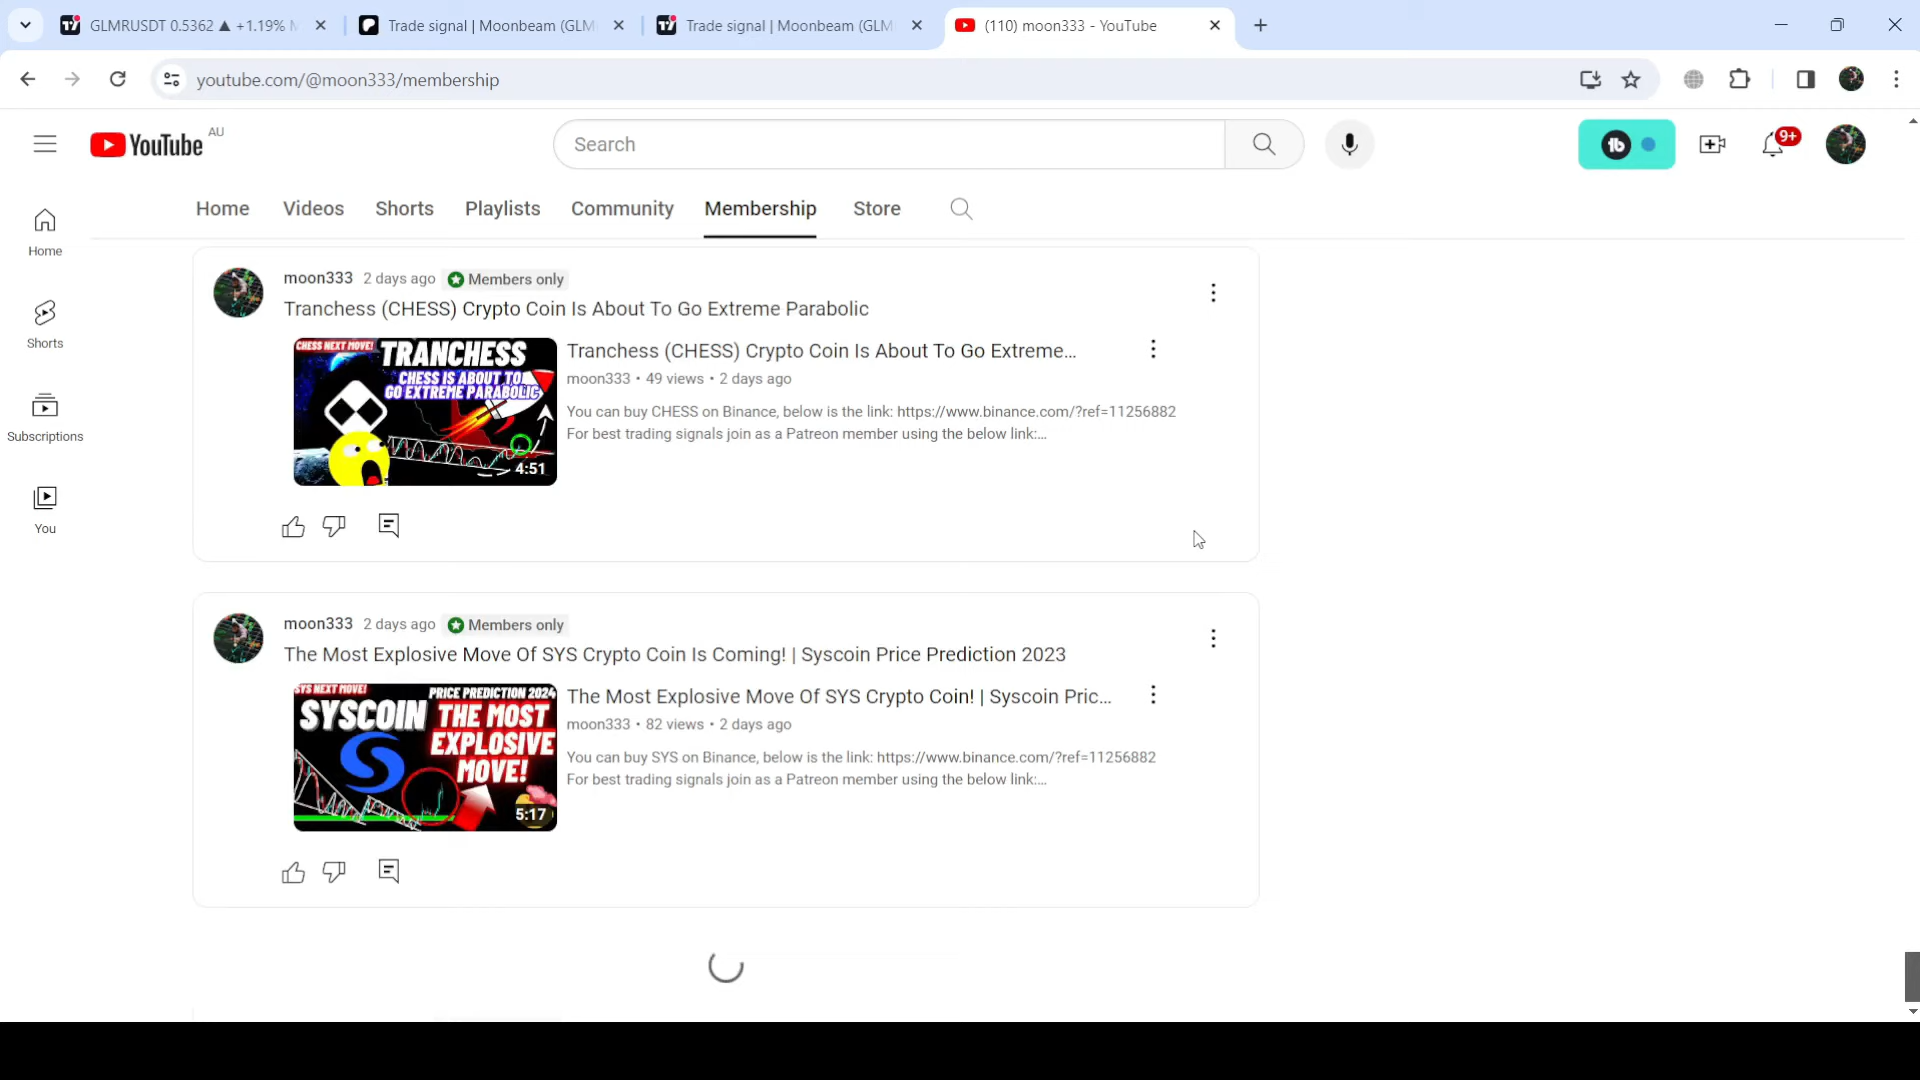 GLMRUSDT 0.5362 ▲ +1.19%
Trade signal | Moonbeam (GLM
Trade signal | Moonbeam (GLM
(110) moon333 - YouTube
youtube.com/@moon333/membership
YouTube AU
Search
9+
Home
Videos
Shorts
Playlists
Community
Membership
Store
Home
Shorts
Subscriptions
You
moon333 2 days ago Members only
Tranchess (CHESS) Crypto Coin Is About To Go Extreme Parabolic
CHESS NEXT MOVE!
TRANCHESS
CHESS IS ABOUT TO
GO EXTREME PARABOLIC
4:51
Tranchess (CHESS) Crypto Coin Is About To Go Extreme...
moon333 • 49 views • 2 days ago
You can buy CHESS on Binance, below is the link: https://www.binance.com/?ref=11256882
For best trading signals join as a Patreon member using the below link:...
moon333 2 days ago Members only
The Most Explosive Move Of SYS Crypto Coin Is Coming! | Syscoin Price Prediction 2023
SYS NEXT MOVE!
PRICE PREDICTION 2024
SYSCOIN
THE MOST
EXPLOSIVE
MOVE!
5:17
The Most Explosive Move Of SYS Crypto Coin! | Syscoin Pric...
moon333 • 82 views • 2 days ago
You can buy SYS on Binance, below is the link: https://www.binance.com/?ref=11256882
For best trading signals join as a Patreon member using the below link:...